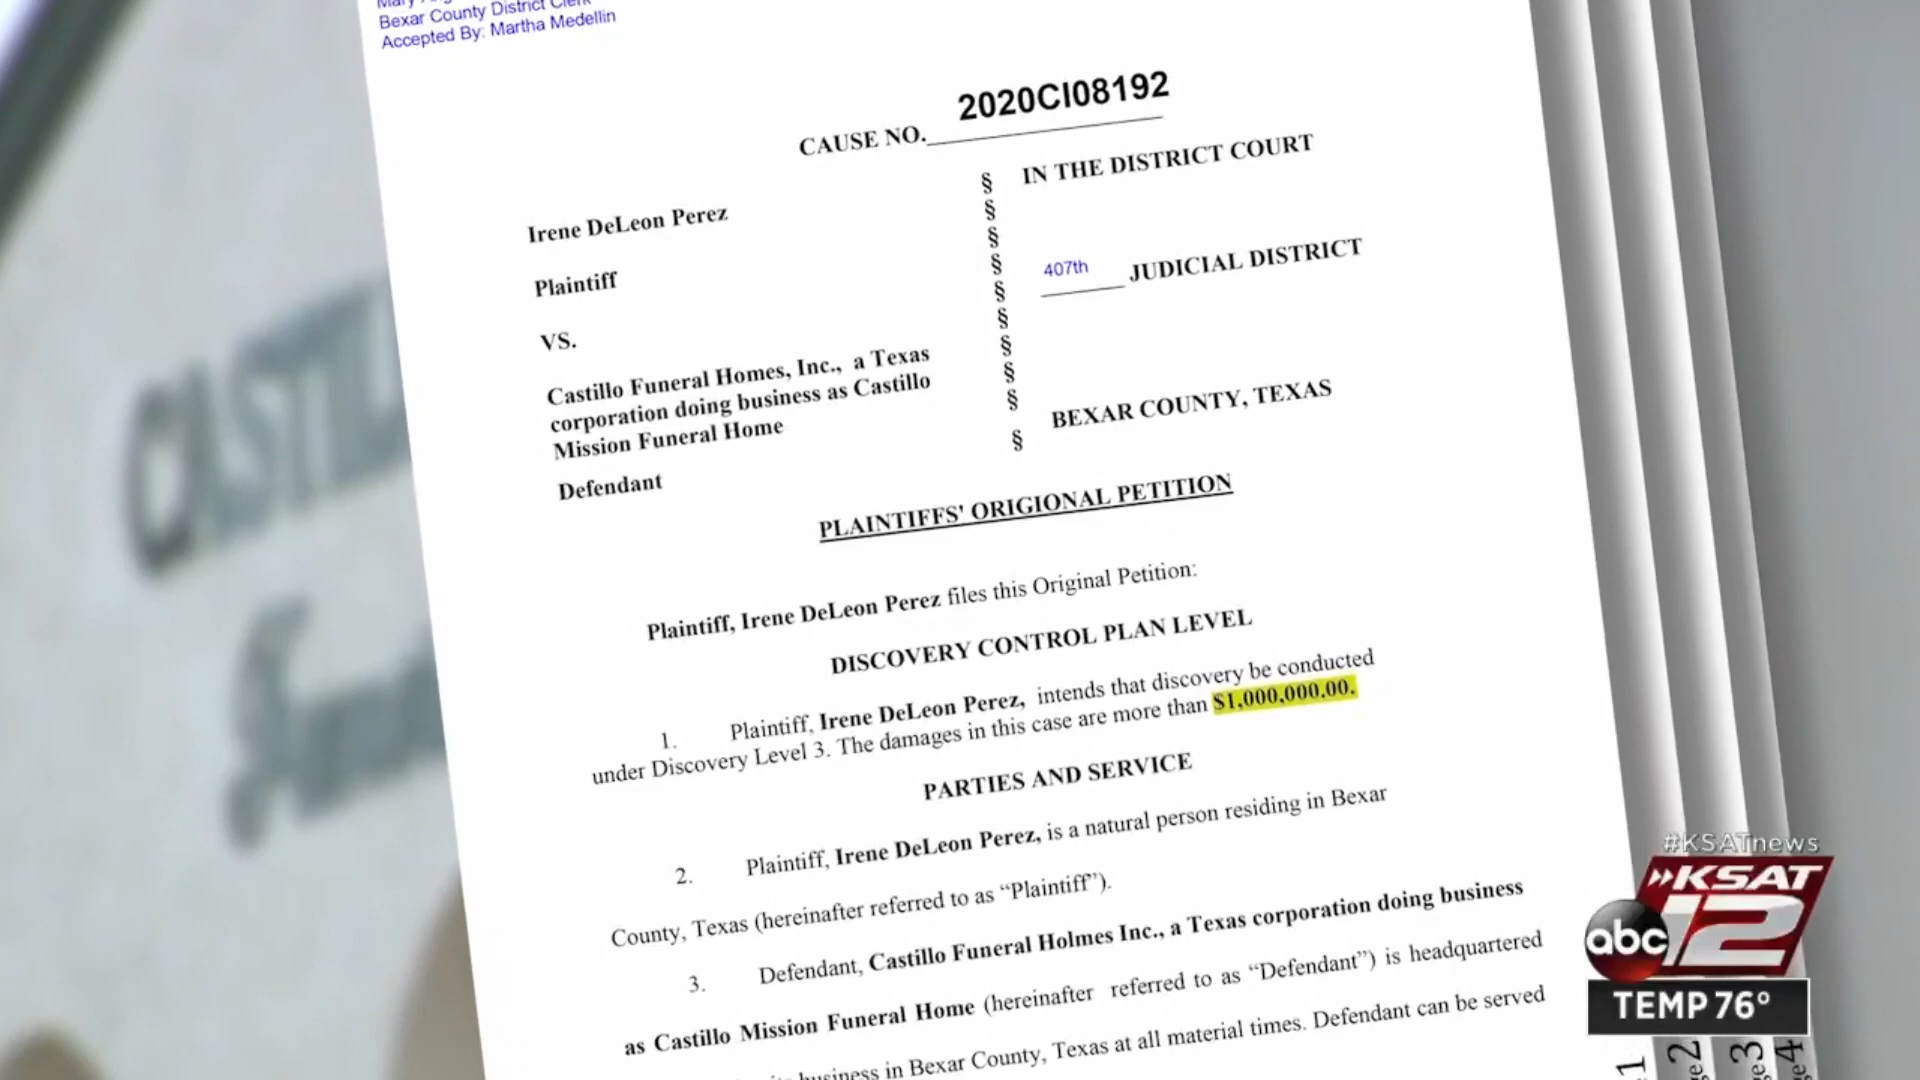 Bexar County District Clerk
Accepted By: Martha Medellin
2020CI08192
CAUSE NO.
Irene DeLeon Perez
Plaintiff
VS.
Castillo Funeral Homes, Inc., a Texas
corporation doing business as Castillo
Mission Funeral Home
Defendant
§
§
§
§
§
§
§
§
§
§
IN THE DISTRICT COURT
407th JUDICIAL DISTRICT
BEXAR COUNTY, TEXAS
PLAINTIFFS' ORIGIONAL PETITION
Plaintiff, Irene DeLeon Perez files this Original Petition:
DISCOVERY CONTROL PLAN LEVEL
1. Plaintiff, Irene DeLeon Perez, intends that discovery be conducted
under Discovery Level 3. The damages in this case are more than $1,000,000.00.
PARTIES AND SERVICE
2. Plaintiff, Irene DeLeon Perez, is a natural person residing in Bexar
County, Texas (hereinafter referred to as “Plaintiff”).
3. Defendant, Castillo Funeral Holmes Inc., a Texas corporation doing business
as Castillo Mission Funeral Home (hereinafter referred to as “Defendant”) is headquartered
business in Bexar County, Texas at all material times. Defendant can be served
#KSATnews
KSAT
abc 12
TEMP 76°